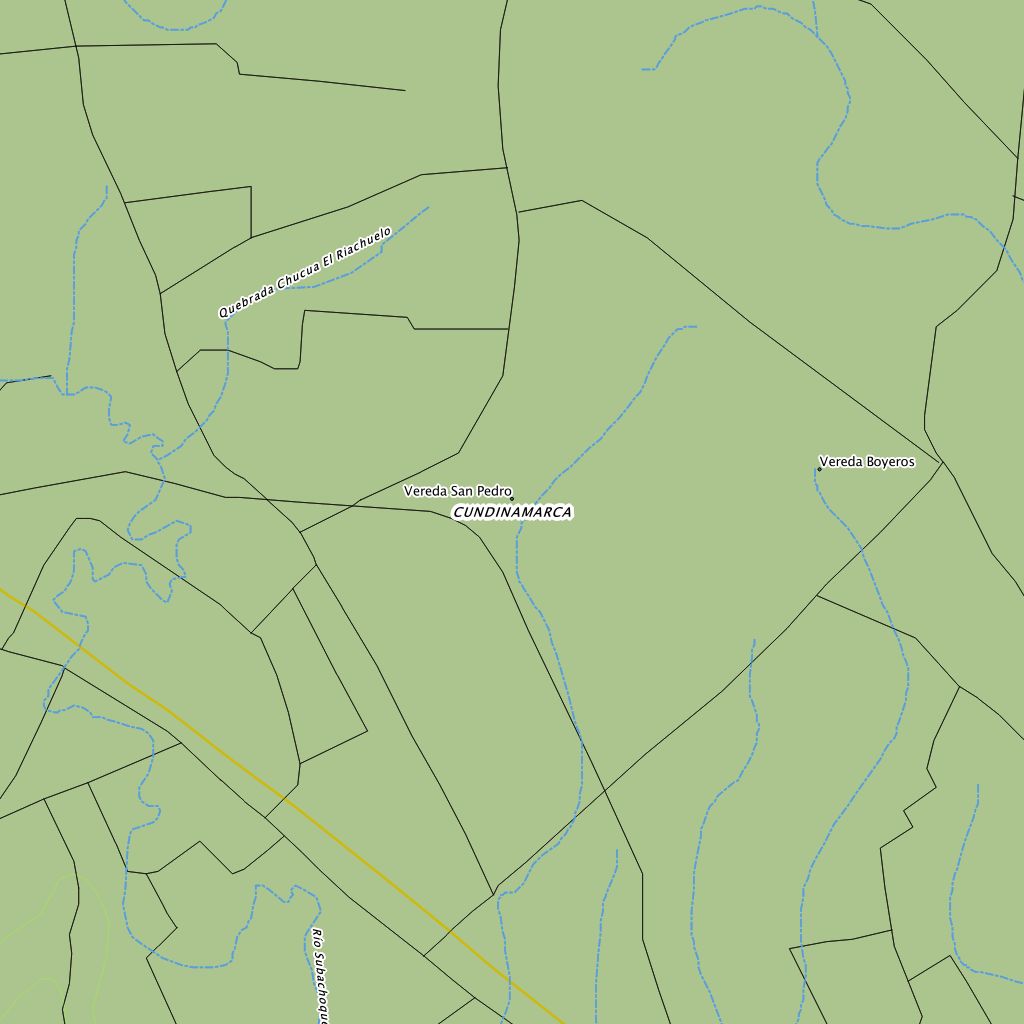 Quebrada Chucua El Riachuelo
Vereda Boyeros
Vereda San Pedro
CUNDINAMARCA
Río Subachoque